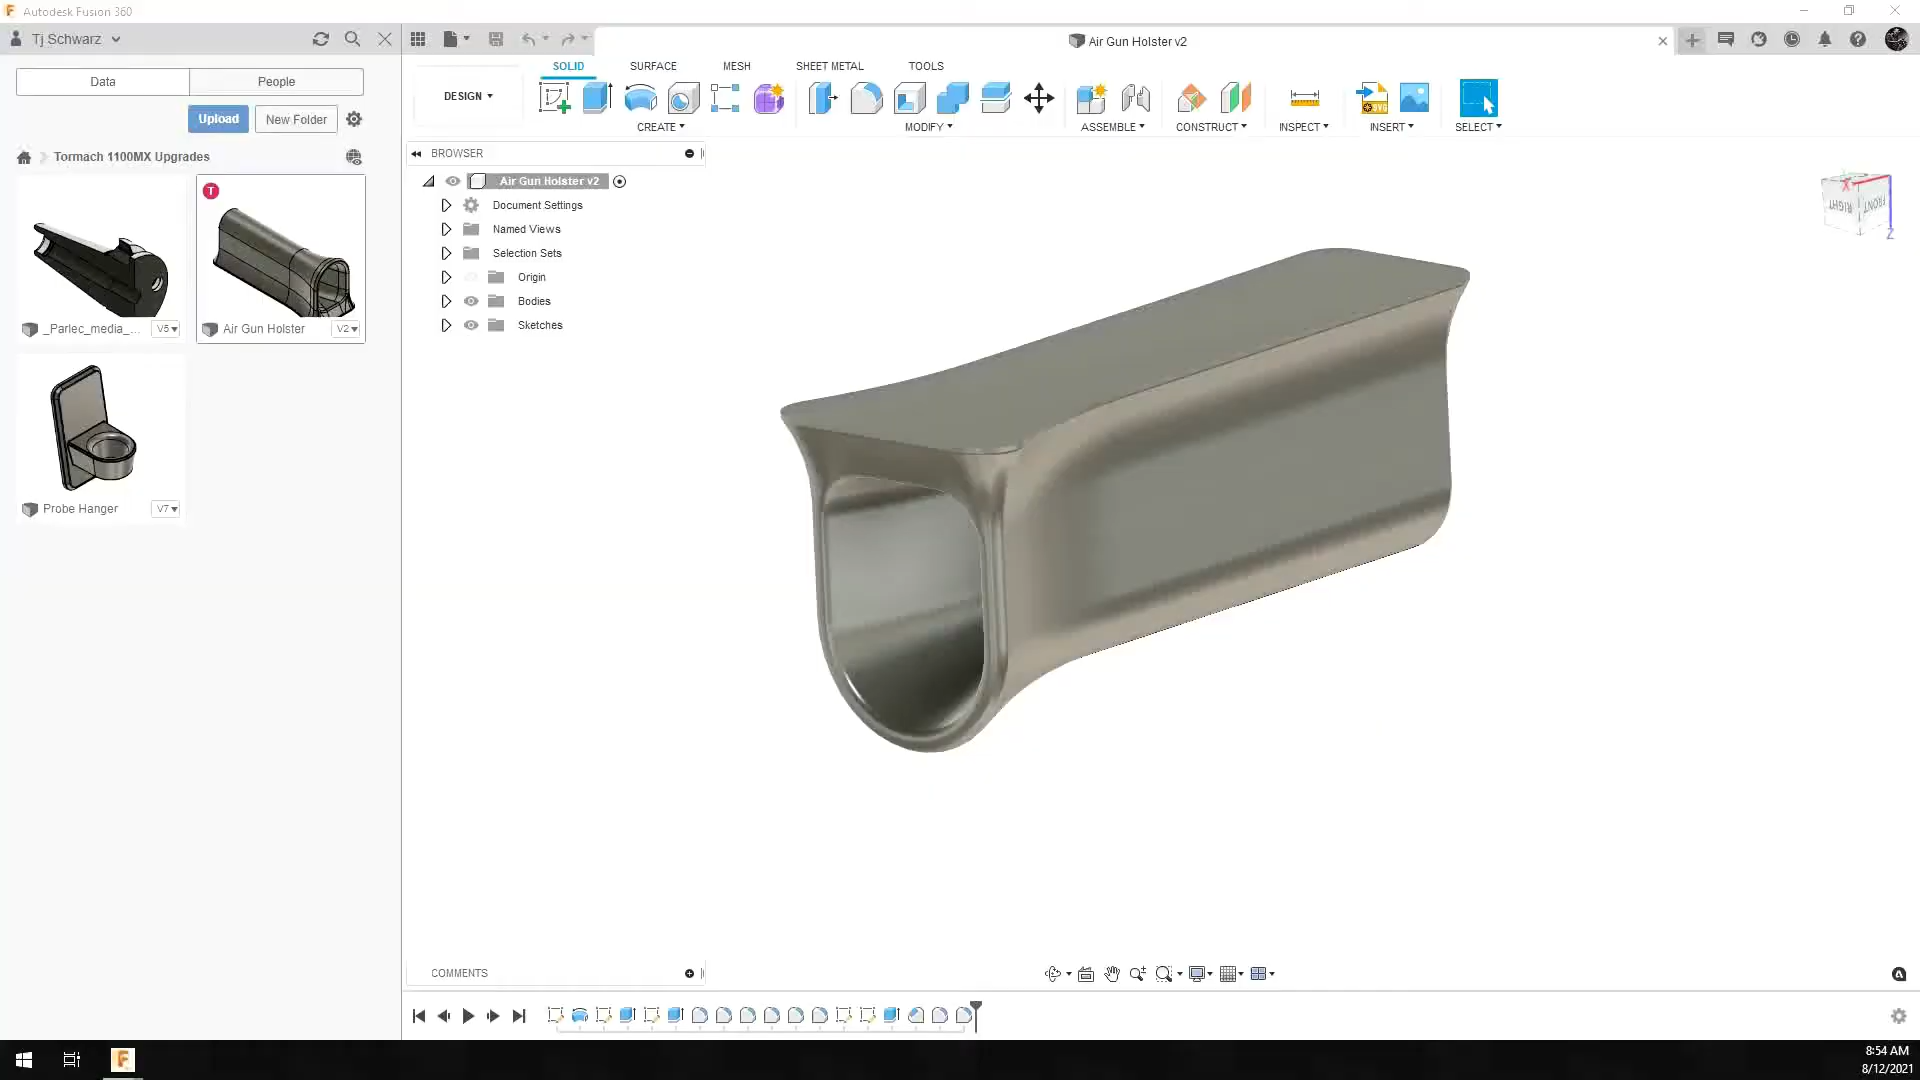 Autodesk Fusion 360
Tj Schwarz
Air Gun Holster v2
Data
People
SOLID
SURFACE
MESH
SHEET METAL
TOOLS
DESIGN
Upload
New Folder
CREATE
MODIFY
ASSEMBLE
CONSTRUCT
INSPECT
INSERT
SELECT
Tormach 1100MX Upgrades
BROWSER
Air Gun Holster v2
Document Settings
Named Views
Selection Sets
Origin
Bodies
Sketches
T
_Parlec_media_...
V5
Air Gun Holster
V2
Probe Hanger
V7
X
RIGHT
FRONT
Z
COMMENTS
8:54 AM
8/12/2021